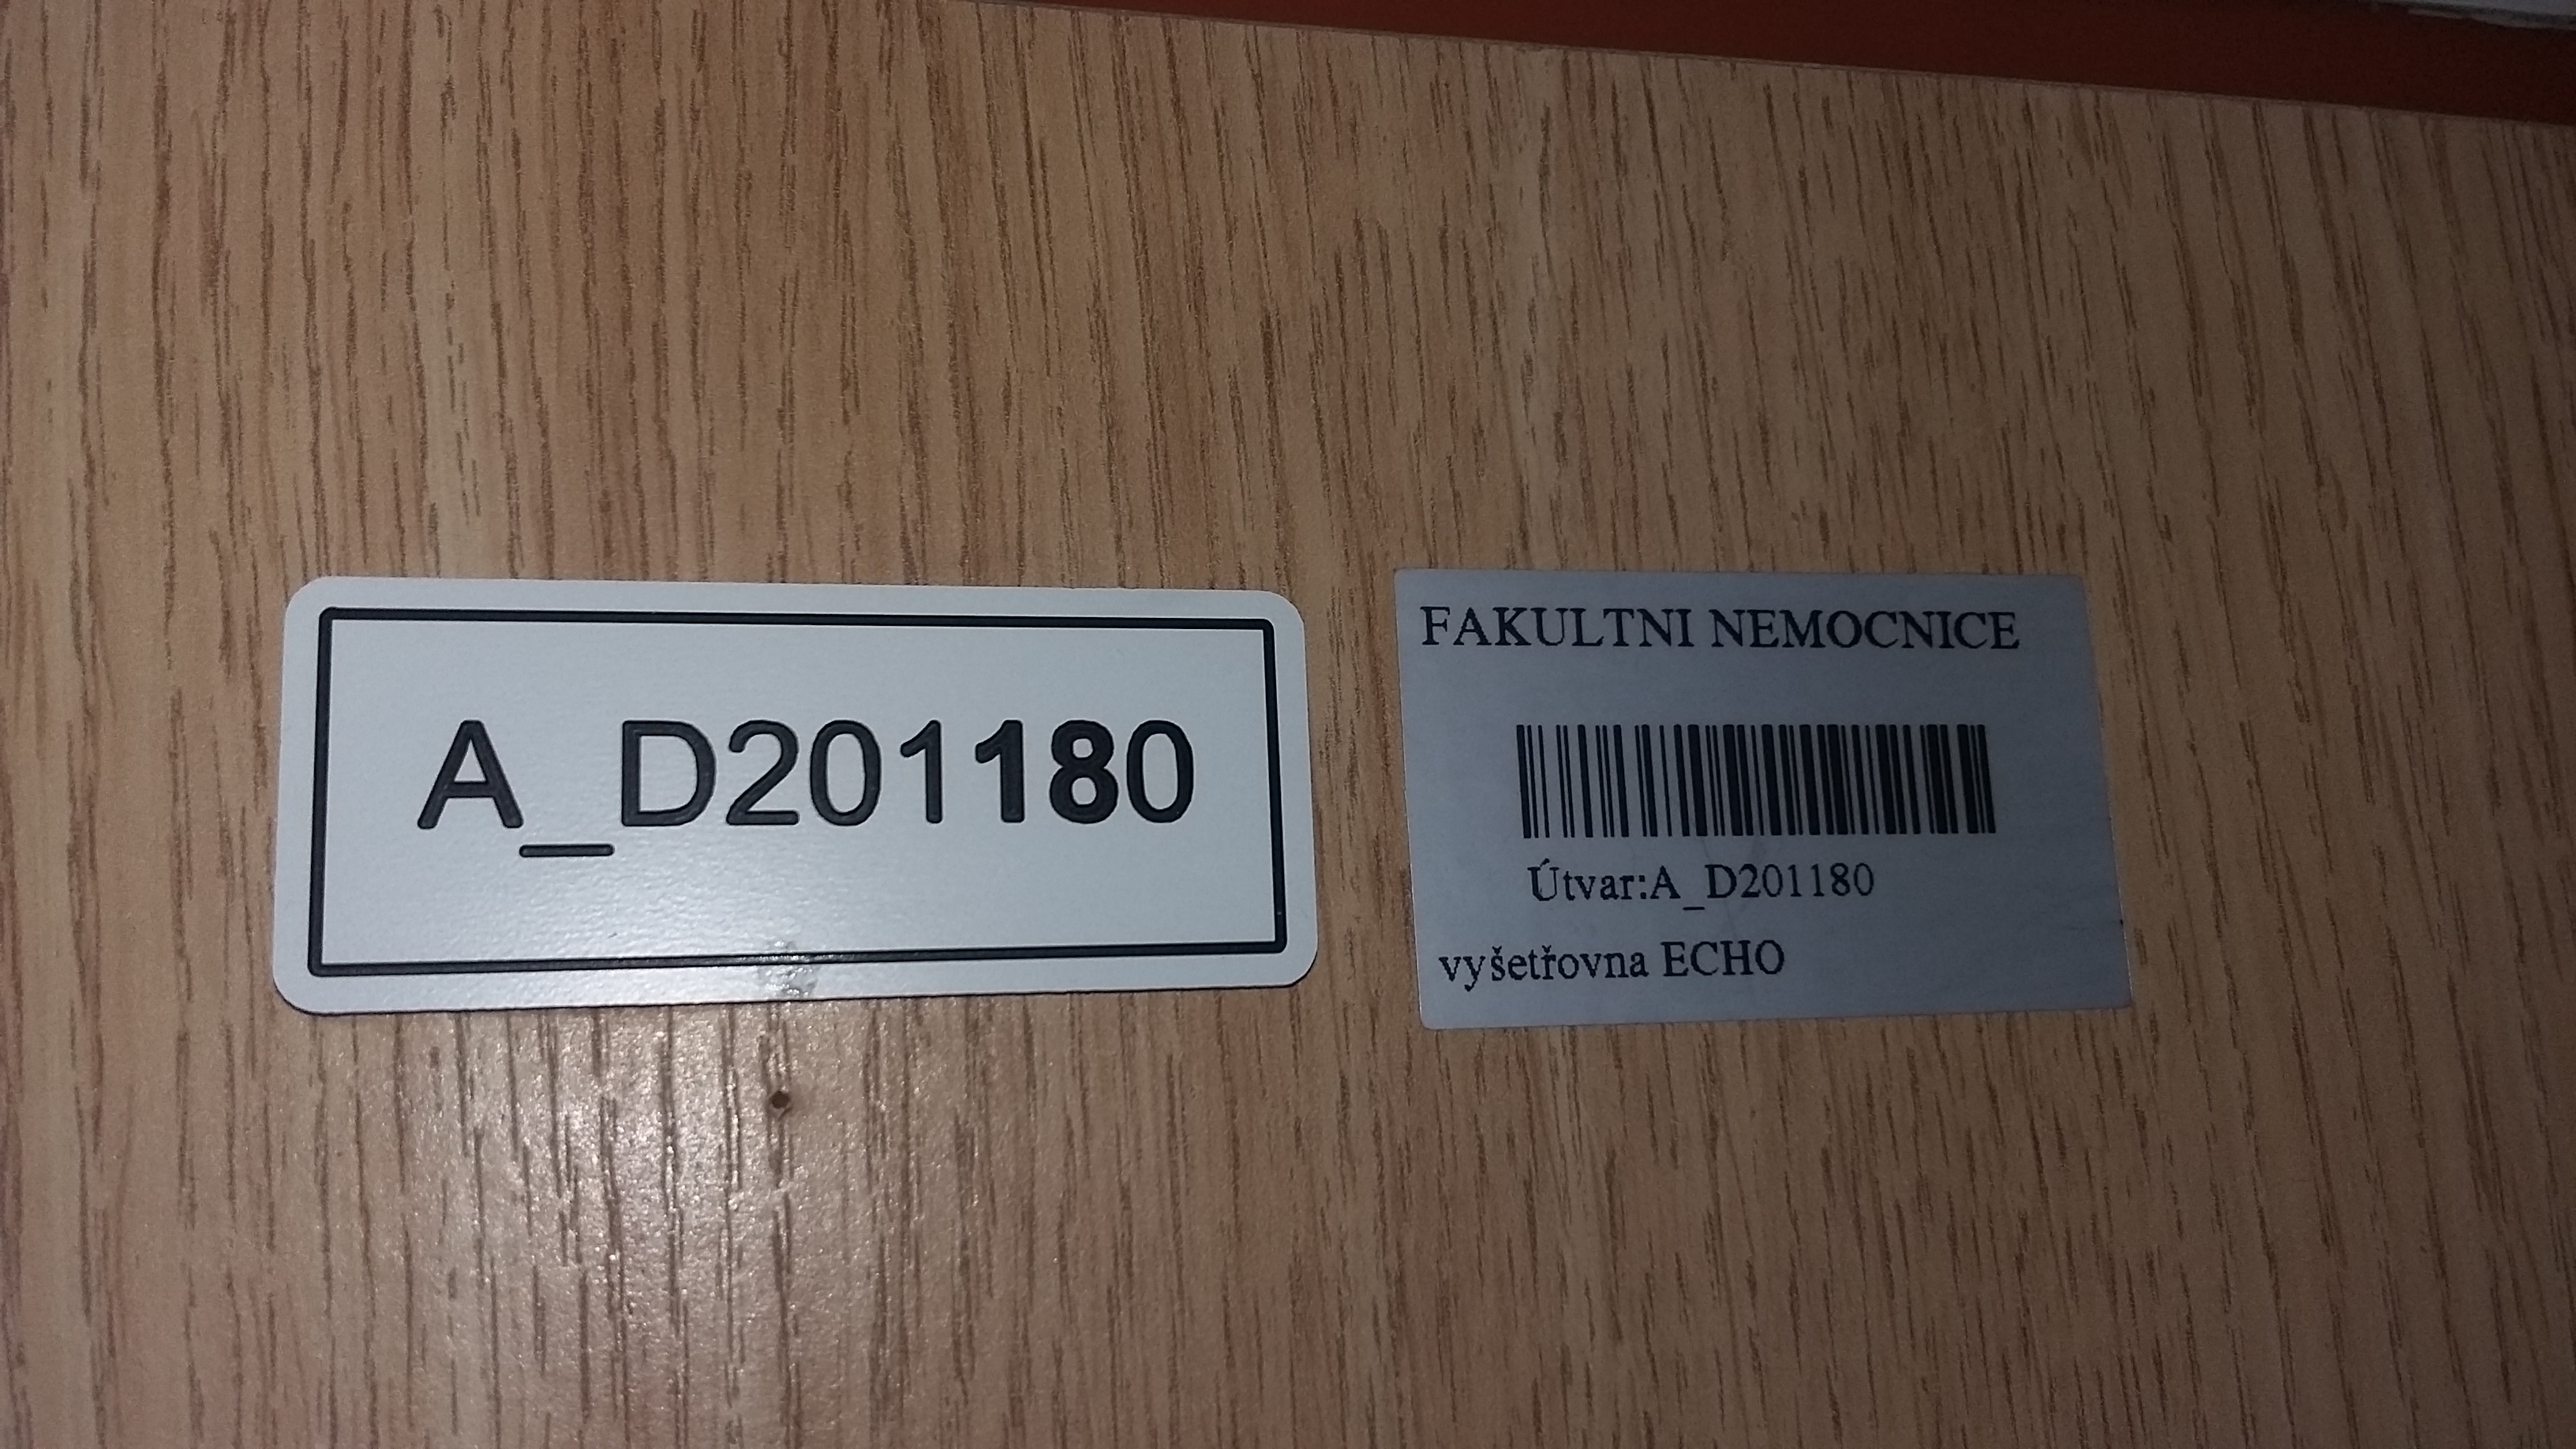 A_D201180
FAKULTNI NEMOCNICE
Útvar:A_D201180
vyšetřovna ECHO